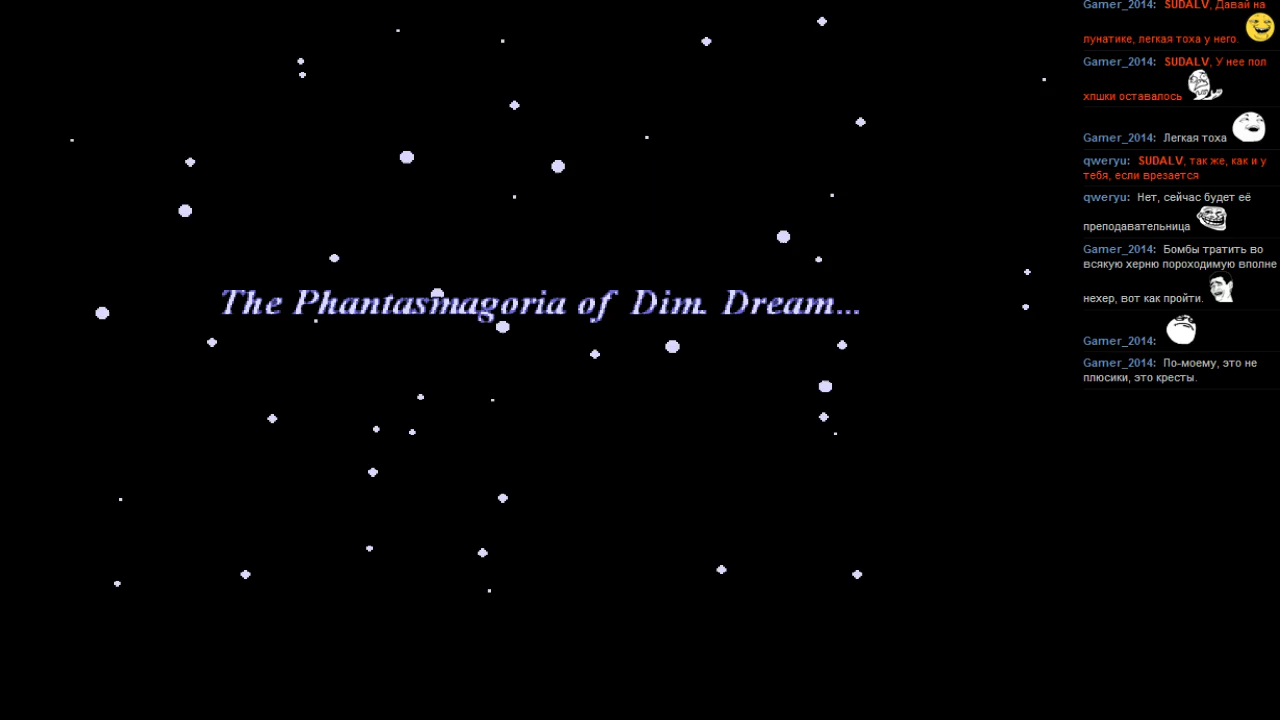 The Phantasmagoria of Dim. Dream...
Gamer_2014: SUDALV, Давай на
лунатике, легкая тоха у него.
Gamer_2014: SUDALV, У нее пол
хпшки оставалось
Gamer_2014: Легкая тоха
qweryu: SUDALV, так же, как и у
тебя, если врезается
qweryu: Нет, сейчас будет её
преподавательница
Gamer_2014: Бомбы тратить во
всякую херню пороходимую вполне
нехер, вот как пройти.
Gamer_2014:
Gamer_2014: По-моему, это не
плюсики, это кресты.